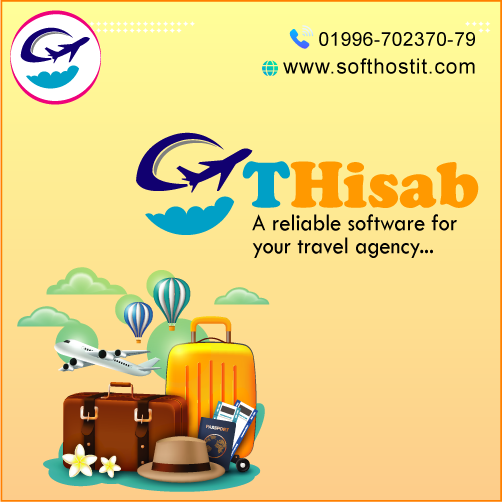 01996-702370-79
www.softhostit.com
THisab
A reliable software for
your travel agency...
PASSPORT